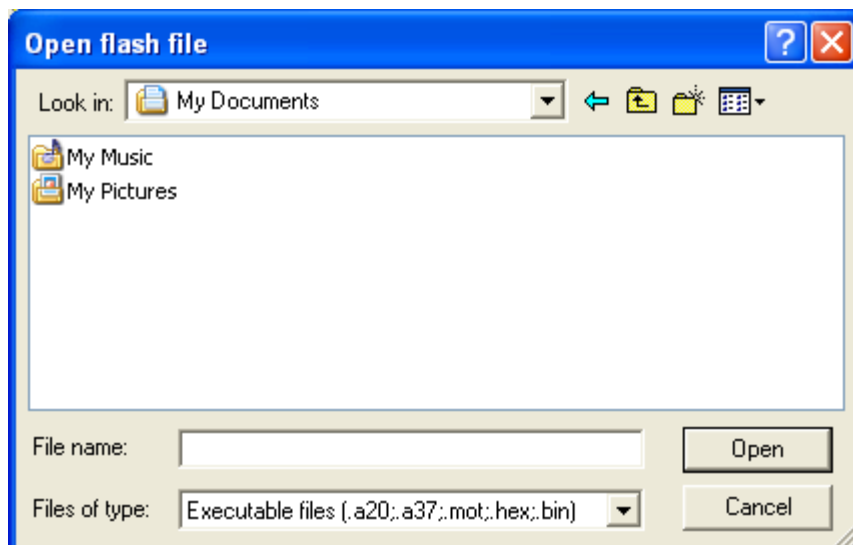 Open flash file
Look in: My Documents
My Music
My Pictures
File name: Open
Files of type: Executable files (.a20;.a37;.mot;.hex;.bin) Cancel